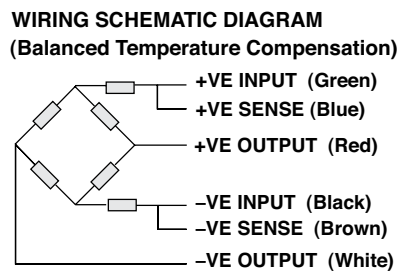 WIRING SCHEMATIC DIAGRAM
(Balanced Temperature Compensation)
+VE INPUT (Green)
+VE SENSE (Blue)
+VE OUTPUT (Red)
–VE INPUT (Black)
–VE SENSE (Brown)
–VE OUTPUT (White)